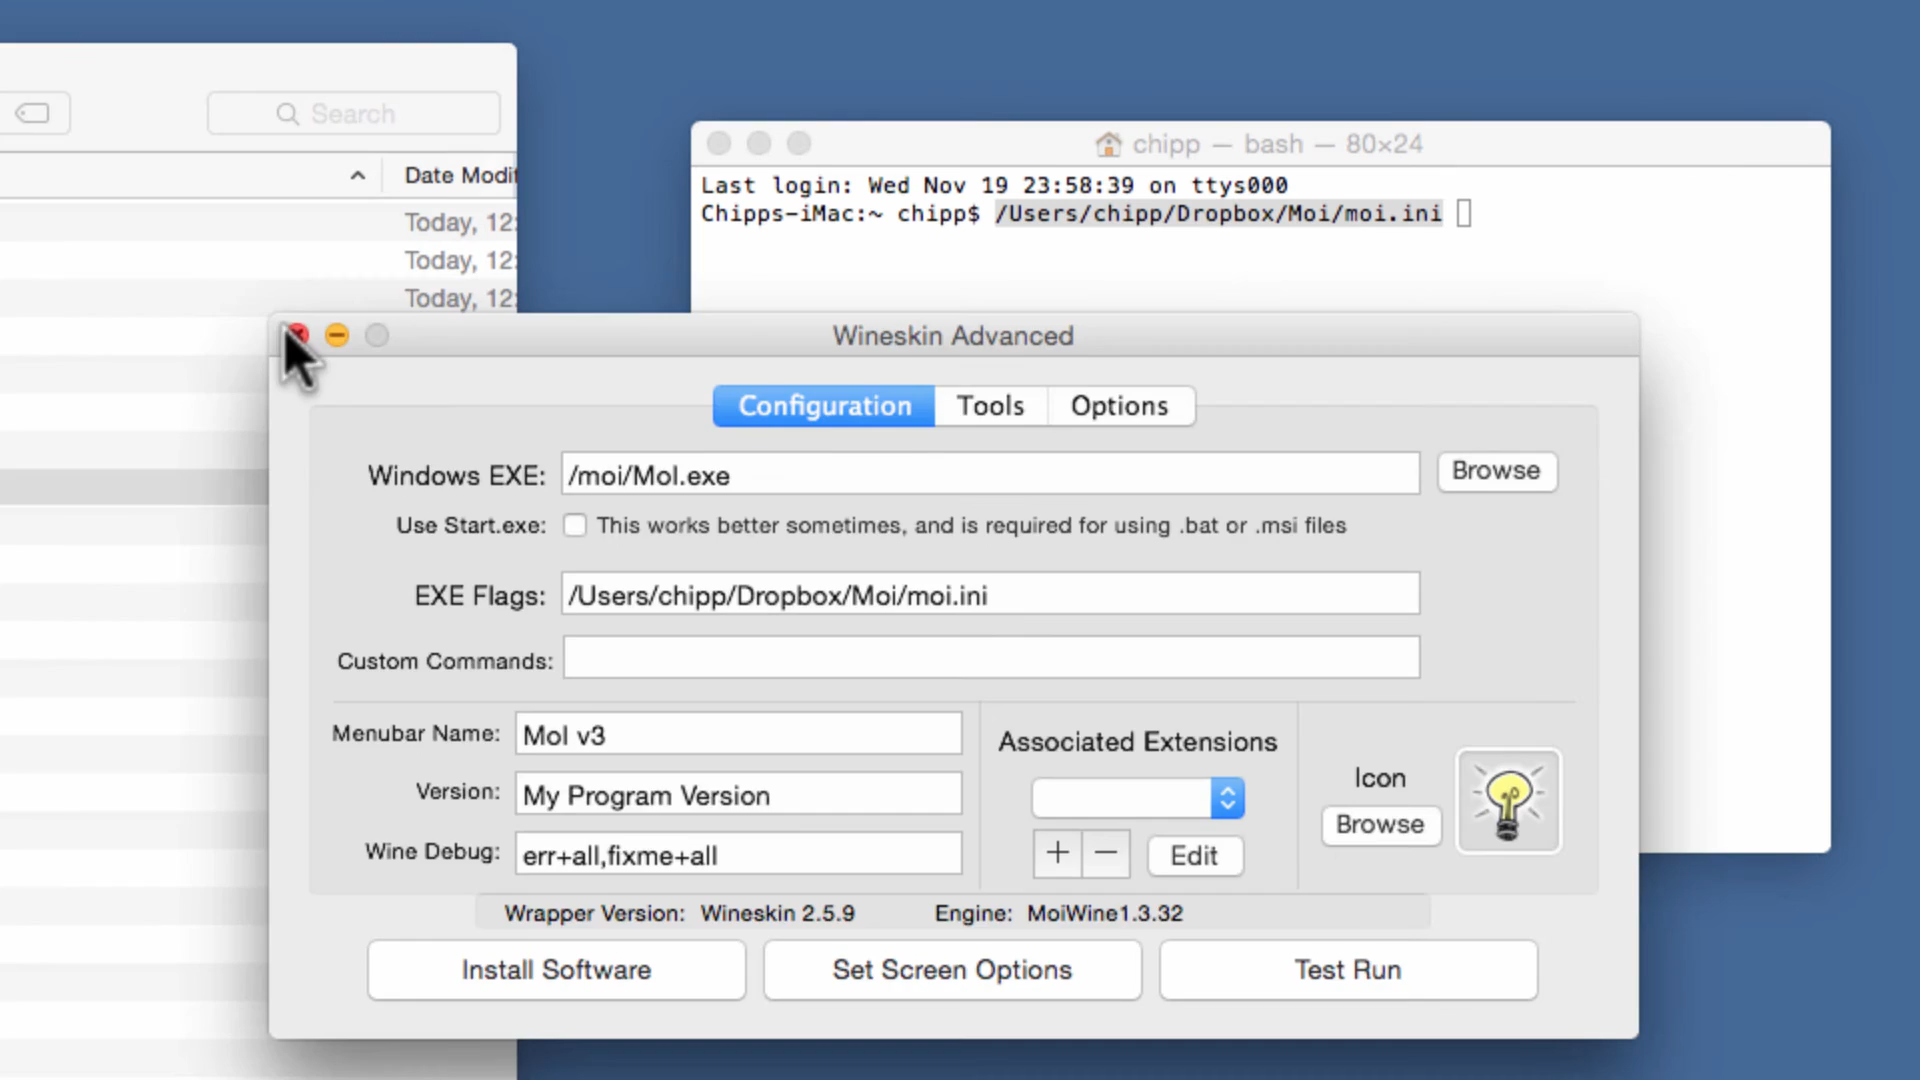 Search
Date Modif
Today, 12:
Today, 12:
Today, 12:
chipp — bash — 80×24
Last login: Wed Nov 19 23:58:39 on ttys000
Chipps-iMac:~ chipp$ /Users/chipp/Dropbox/Moi/moi.ini
Wineskin Advanced
Configuration Tools Options
Windows EXE: /moi/MoI.exe Browse
Use Start.exe: This works better sometimes, and is required for using .bat or .msi files
EXE Flags: /Users/chipp/Dropbox/Moi/moi.ini
Custom Commands:
Menubar Name: MoI v3
Version: My Program Version
Wine Debug: err+all,fixme+all
Associated Extensions
+ − Edit
Icon
Browse
Wrapper Version: Wineskin 2.5.9 Engine: MoiWine1.3.32
Install Software Set Screen Options Test Run